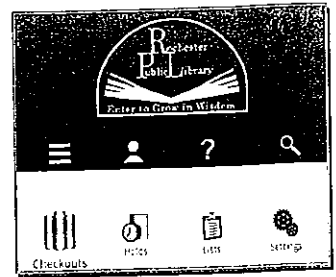 Rochester
Public Library
Enter to Grow in Wisdom
?
Checkouts
Holds
Lists
Settings